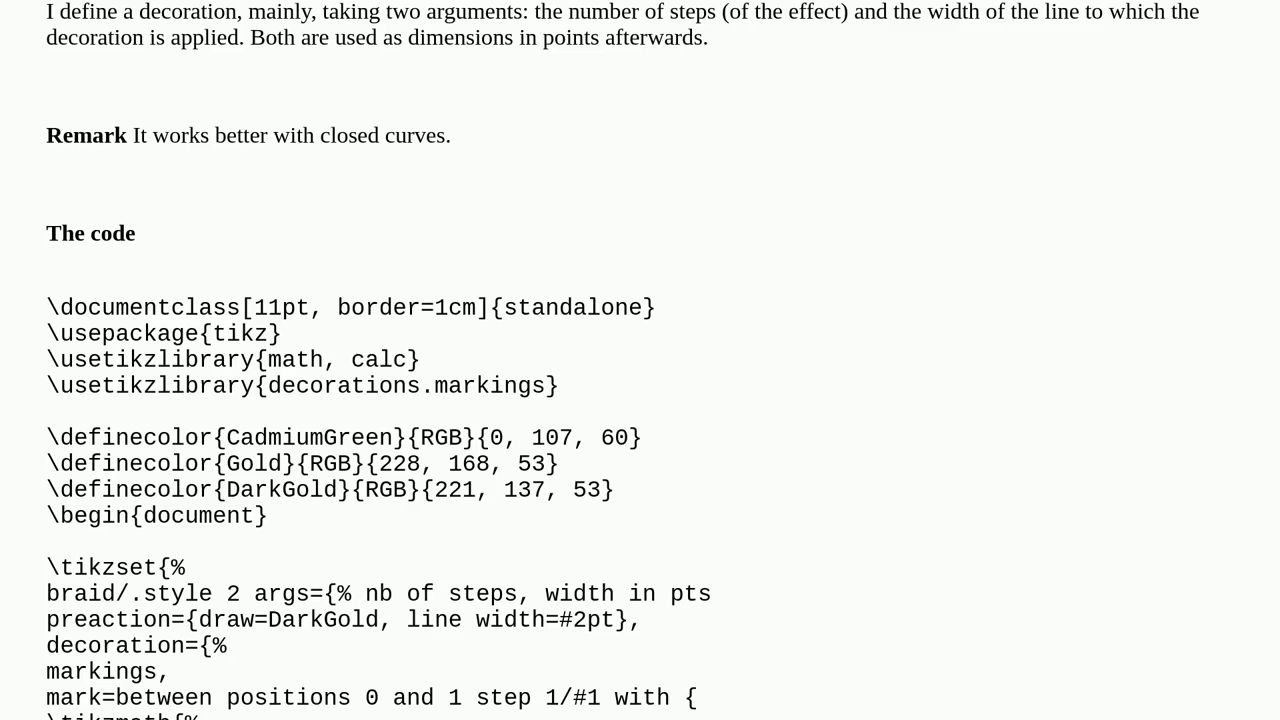 I define a decoration, mainly, taking two arguments: the number of steps (of the effect) and the width of the line to which the
decoration is applied. Both are used as dimensions in points afterwards.
Remark It works better with closed curves.
The code
\documentclass[11pt, border=1cm]{standalone}
\usepackage{tikz}
\usetikzlibrary{math, calc}
\usetikzlibrary{decorations.markings}
\definecolor{CadmiumGreen}{RGB}{0, 107, 60}
\definecolor{Gold}{RGB}{228, 168, 53}
\definecolor{DarkGold}{RGB}{221, 137, 53}
\begin{document}
\tikzset{%
braid/.style 2 args={% nb of steps, width in pts
preaction={draw=DarkGold, line width=#2pt},
decoration={%
markings,
mark=between positions 0 and 1 step 1/#1 with {
\tikzmath{%